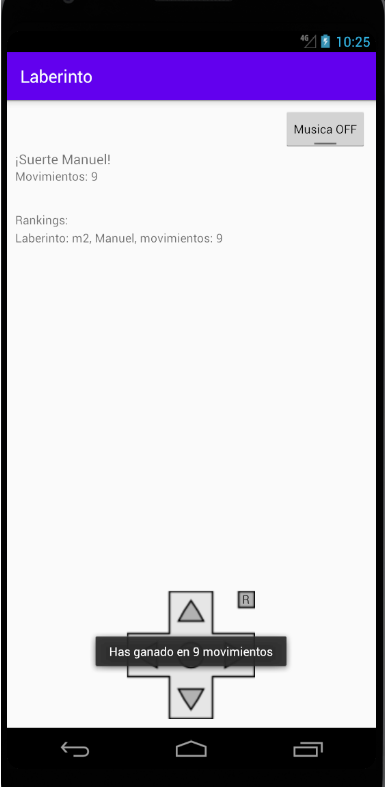 46 10:25
Laberinto
Musica OFF
¡Suerte Manuel!
Movimientos: 9
Rankings:
Laberinto: m2, Manuel, movimientos: 9
R
Has ganado en 9 movimientos